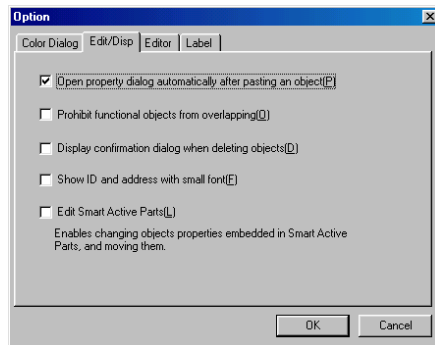 Option
Color Dialog Edit/Disp Editor Label
Open property dialog automatically after pasting an object(P)
Prohibit functional objects from overlapping(O)
Display confirmation dialog when deleting objects(D)
Show ID and address with small font(F)
Edit Smart Active Parts(L)
Enables changing objects properties embedded in Smart Active
Parts, and moving them.
OK Cancel